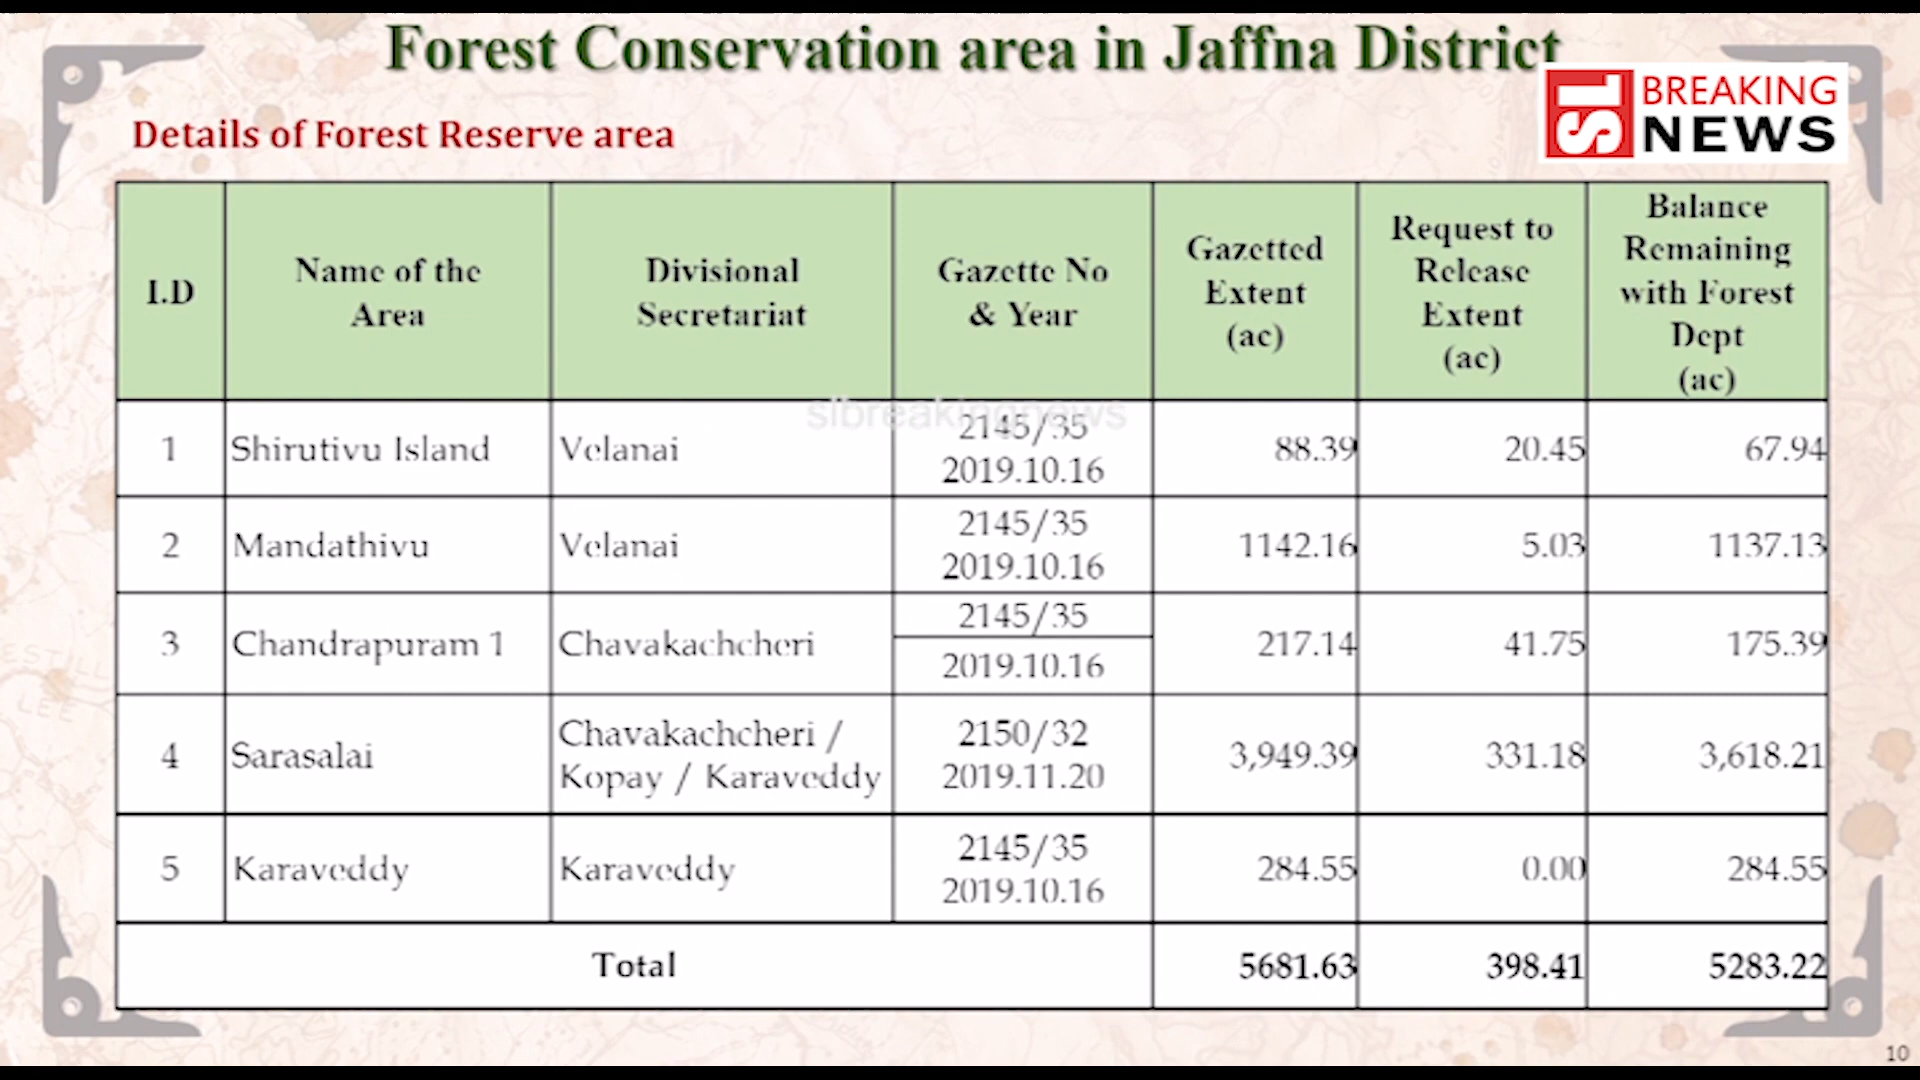 Forest Conservation area in Jaffna District
SL BREAKING
NEWS
Details of Forest Reserve area
I.D
Name of the
Area
Divisional
Secretariat
Gazette No
& Year
Gazetted
Extent
(ac)
Request to
Release
Extent
(ac)
Balance
Remaining
with Forest
Dept
(ac)
slbreakingnews
1
Shirutivu Island
Velanai
2145/35
2019.10.16
88.39
20.45
67.94
2
Mandathivu
Velanai
2145/35
2019.10.16
1142.16
5.03
1137.13
3
Chandrapuram 1
Chavakachcheri
2145/35
2019.10.16
217.14
41.75
175.39
4
Sarasalai
Chavakachcheri /
Kopay / Karaveddy
2150/32
2019.11.20
3,949.39
331.18
3,618.21
5
Karaveddy
Karaveddy
2145/35
2019.10.16
284.55
0.00
284.55
Total
5681.63
398.41
5283.22
10